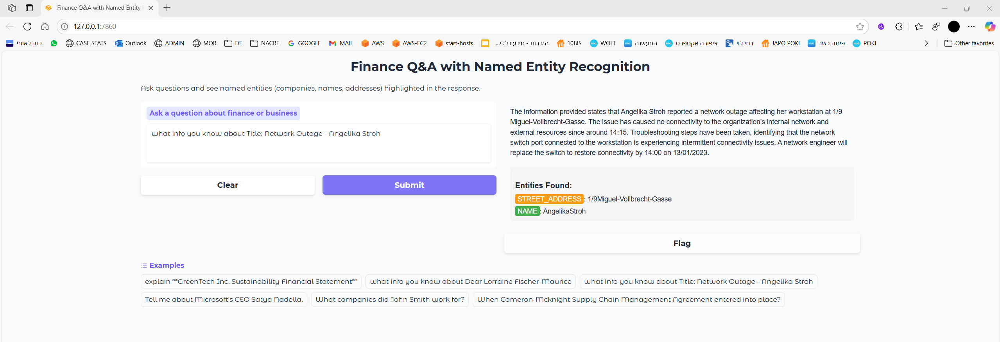 Finance Q&A with Named Entity R
127.0.0.1:7860
בנק לאומי
CASE STATS
Outlook
ADMIN
MOR
DE
NACRE
GOOGLE
MAIL
AWS
AWS-EC2
start-hosts
הגדרות - מידע כללי...
10BIS
WOLT
המעשנה
ציפורה אקספרס
רמי לוי
JAPO POKI
פיתה בשר
POKI
Other favorites
Finance Q&A with Named Entity Recognition
Ask questions and see named entities (companies, names, addresses) highlighted in the response.
Ask a question about finance or business
what info you know about Title: Network Outage - Angelika Stroh
Clear
Submit
The information provided states that Angelika Stroh reported a network outage affecting her workstation at 1/9
Miguel-Vollbrecht-Gasse. The issue has caused no connectivity to the organization's internal network and
external resources since around 14:15. Troubleshooting steps have been taken, identifying that the network
switch port connected to the workstation is experiencing intermittent connectivity issues. A network engineer will
replace the switch to restore connectivity by 14:00 on 13/01/2023.
Entities Found:
STREET_ADDRESS : 1/9Miguel-Vollbrecht-Gasse
NAME : AngelikaStroh
Flag
Examples
explain **GreenTech Inc. Sustainability Financial Statement**
what info you know about Dear Lorraine Fischer-Maurice
what info you know about Title: Network Outage - Angelika Stroh
Tell me about Microsoft's CEO Satya Nadella.
What companies did John Smith work for?
When Cameron-Mcknight Supply Chain Management Agreement entered into place?